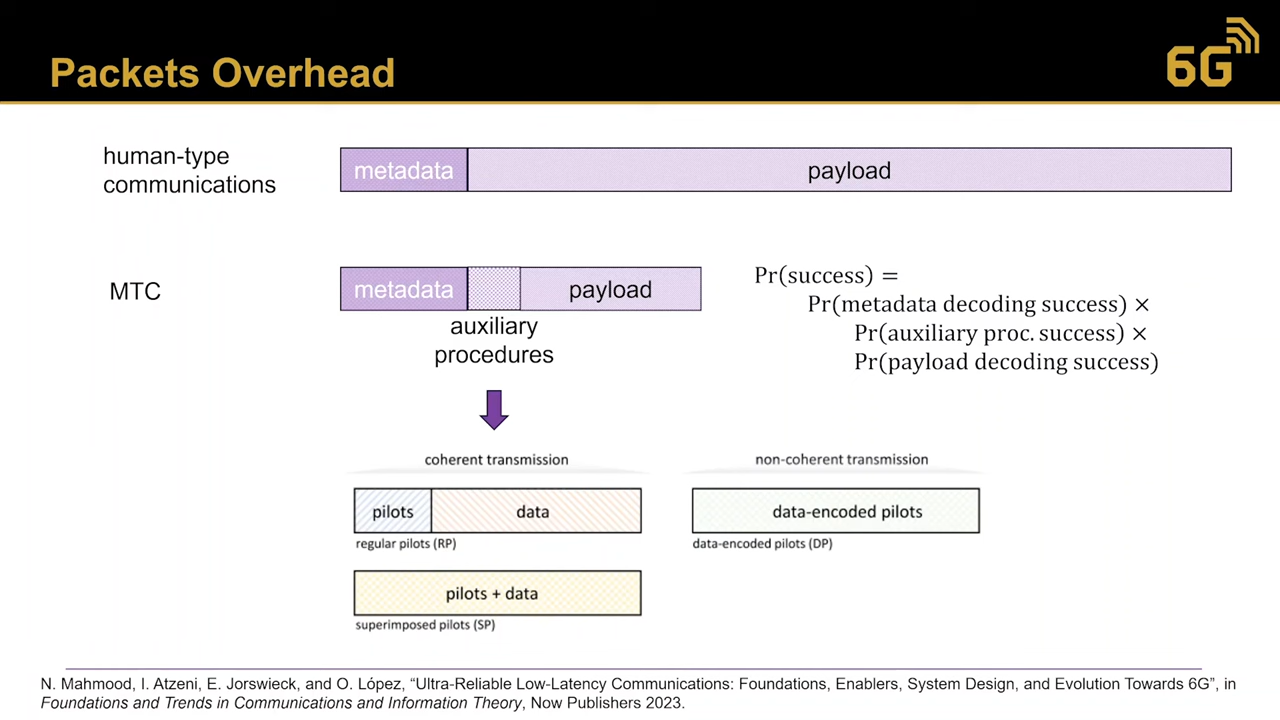 Packets Overhead
6G
human-type
communications
metadata
payload
MTC
metadata
payload
auxiliary
procedures
Pr(success) =
Pr(metadata decoding success) ×
Pr(auxiliary proc. success) ×
Pr(payload decoding success)
coherent transmission
non-coherent transmission
pilots
data
data-encoded pilots
regular pilots (RP)
data-encoded pilots (DP)
pilots + data
superimposed pilots (SP)
N. Mahmood, I. Atzeni, E. Jorswieck, and O. López, “Ultra-Reliable Low-Latency Communications: Foundations, Enablers, System Design, and Evolution Towards 6G”, in
Foundations and Trends in Communications and Information Theory, Now Publishers 2023.